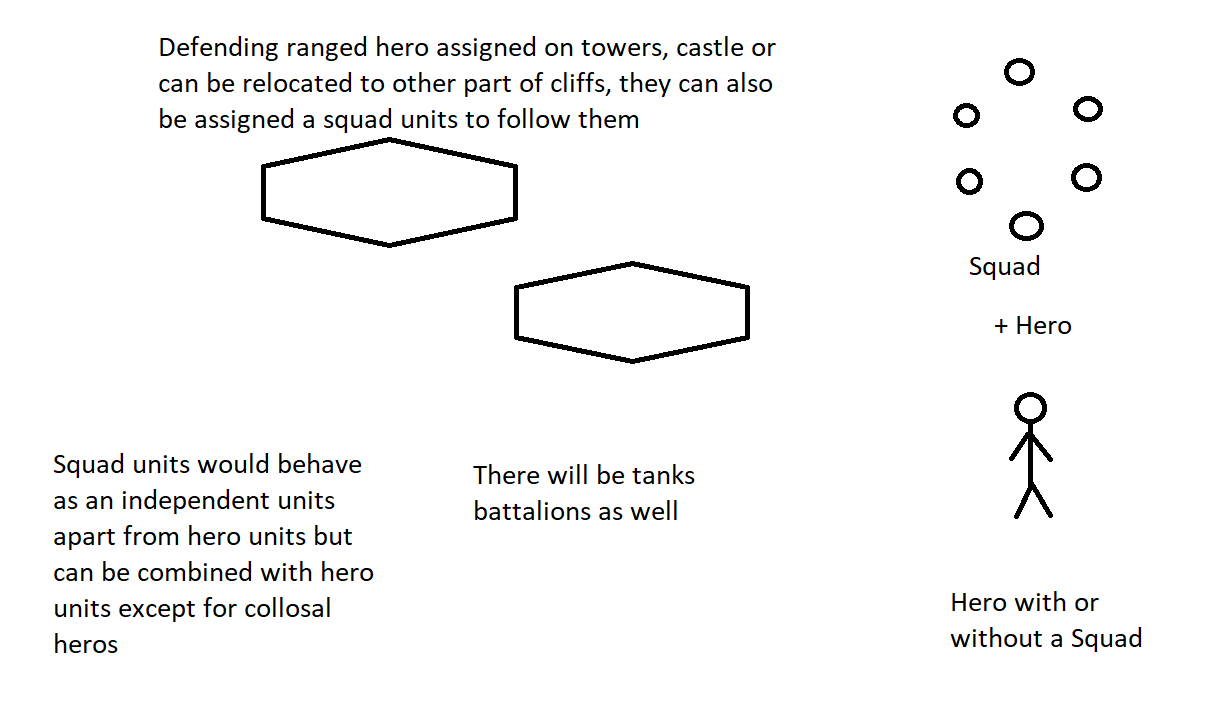 Defending ranged hero assigned on towers, castle or
can be relocated to other part of cliffs, they can also
be assigned a squad units to follow them
Squad
+ Hero
Squad units would behave
as an independent units
apart from hero units but
can be combined with hero
units except for collosal
heros
There will be tanks
battalions as well
Hero with or
without a Squad